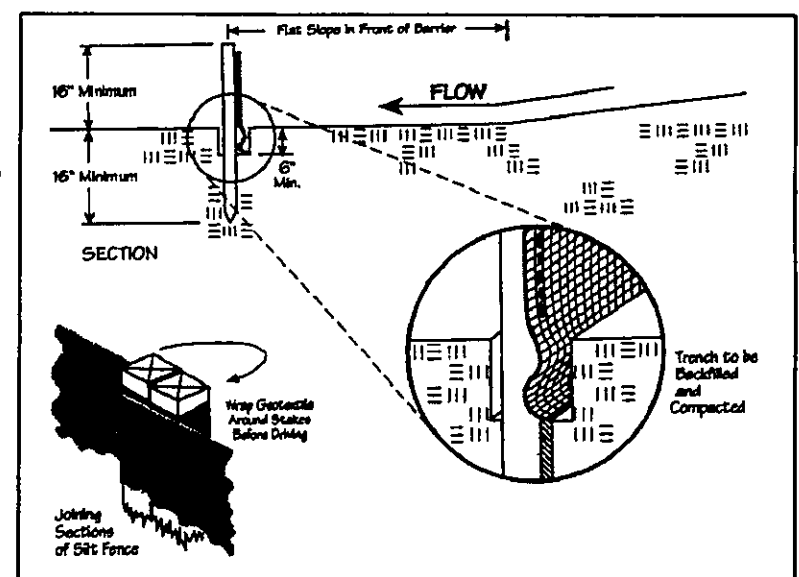 Flat Slope in Front of Barrier
16" Minimum
FLOW
16" Minimum
6"
Min.
SECTION
Trench to be
Backfilled
and
Compacted
Wrap Geotextile
Around Stakes
Before Driving
Joining
Sections
of Silt Fence